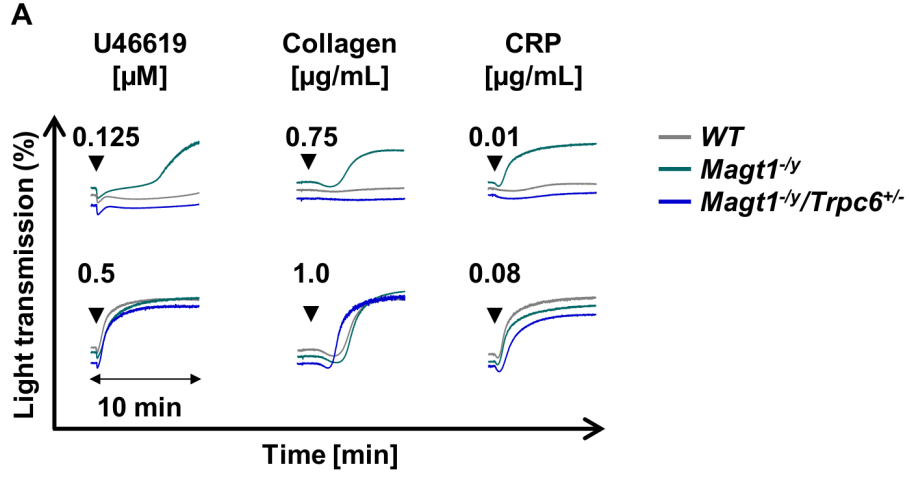 A
U46619 Collagen CRP
[µM] [µg/mL] [µg/mL]
0.125 0.75 0.01
WT
Magt1-/y
Magt1-/y/Trpc6+/-
0.5 1.0 0.08
10 min
Light transmission (%)
Time [min]